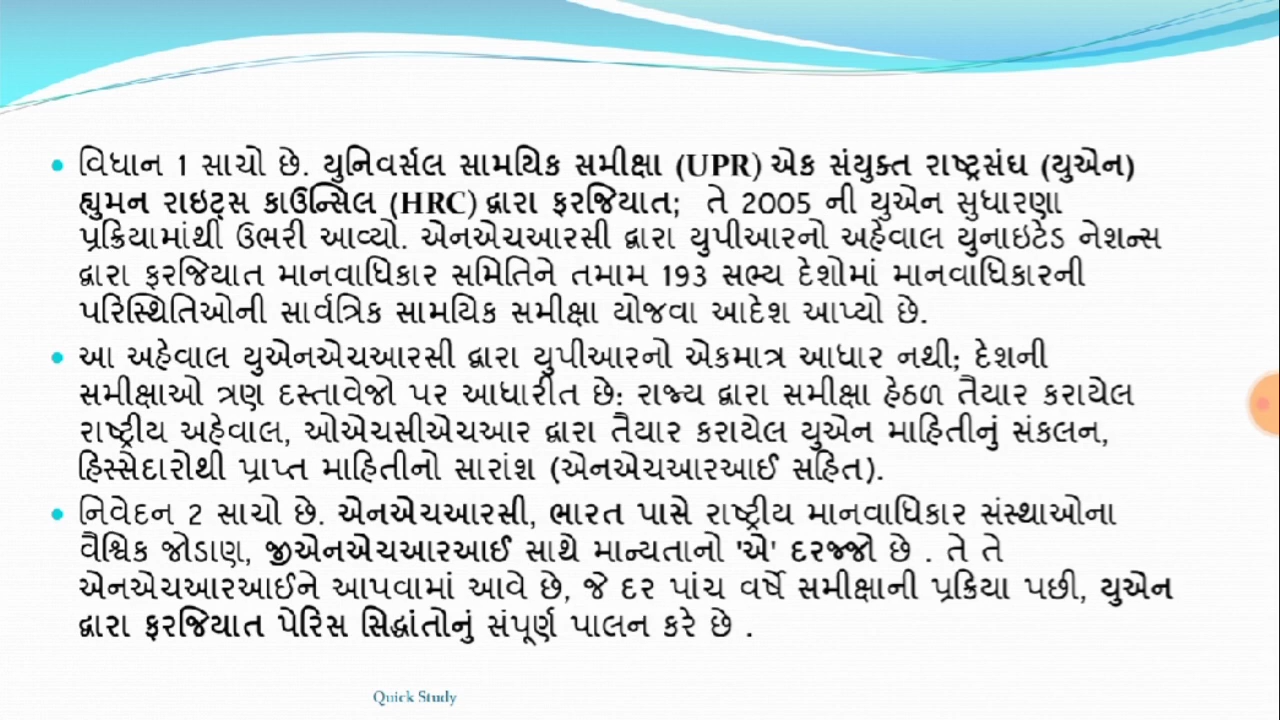 વિધાન 1 સાચો છે. યુનિવર્સલ સામયિક સમીક્ષા (UPR) એક સંયુક્ત રાષ્ટ્રસંઘ (યુએન)
હ્યુમન રાઇટ્સ કાઉન્સિલ (HRC) દ્વારા ફરજિયાત; તે 2005 ની યુએન સુધારણા
પ્રક્રિયામાંથી ઉભરી આવ્યો. એનએચઆરસી દ્વારા યુપીઆરનો અહેવાલ યુનાઇટેડ નેશન્સ
દ્વારા ફરજિયાત માનવાધિકાર સમિતિને તમામ 193 સભ્ય દેશોમાં માનવાધિકારની
પરિસ્થિતિઓની સાર્વત્રિક સામયિક સમીક્ષા યોજવા આદેશ આપ્યો છે.
આ અહેવાલ યુએનએચઆરસી દ્વારા યુપીઆરનો એકમાત્ર આધાર નથી; દેશની
સમીક્ષાઓ ત્રણ દસ્તાવેજો પર આધારીત છે: રાજ્ય દ્વારા સમીક્ષા હેઠળ તૈયાર કરાયેલ
રાષ્ટ્રીય અહેવાલ, ઓએચસીએચઆર દ્વારા તૈયાર કરાયેલ યુએન માહિતીનું સંકલન,
હિસ્સેદારોથી પ્રાપ્ત માહિતીનો સારાંશ (એનએચઆરઆઈ સહિત).
નિવેદન 2 સાચો છે. એનએચઆરસી, ભારત પાસે રાષ્ટ્રીય માનવાધિકાર સંસ્થાઓના
વૈશ્વિક જોડાણ, જીએનએચઆરઆઈ સાથે માન્યતાનો 'એ' દરજ્જો છે . તે તે
એનએચઆરઆઈને આપવામાં આવે છે, જે દર પાંચ વર્ષે સમીક્ષાની પ્રક્રિયા પછી, યુએન
દ્વારા ફરજિયાત પેરિસ સિદ્ધાંતોનું સંપૂર્ણ પાલન કરે છે .
Quick Study